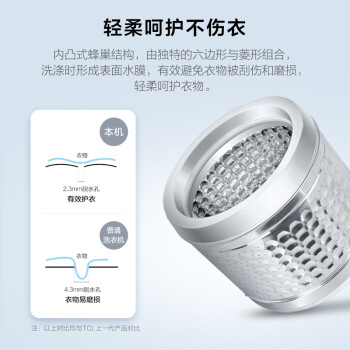 轻柔呵护不伤衣
内凸式蜂巢结构，由独特的六边形与菱形组合，
洗涤时形成表面水膜，有效避免衣物被刮伤和磨损，
轻柔呵护衣物。
本机
衣物
2.3mm脱水孔
有效护衣
普通
洗衣机
衣物
4.3mm脱水孔
衣物易磨损
注：以上对比均与TCL上一代产品对比